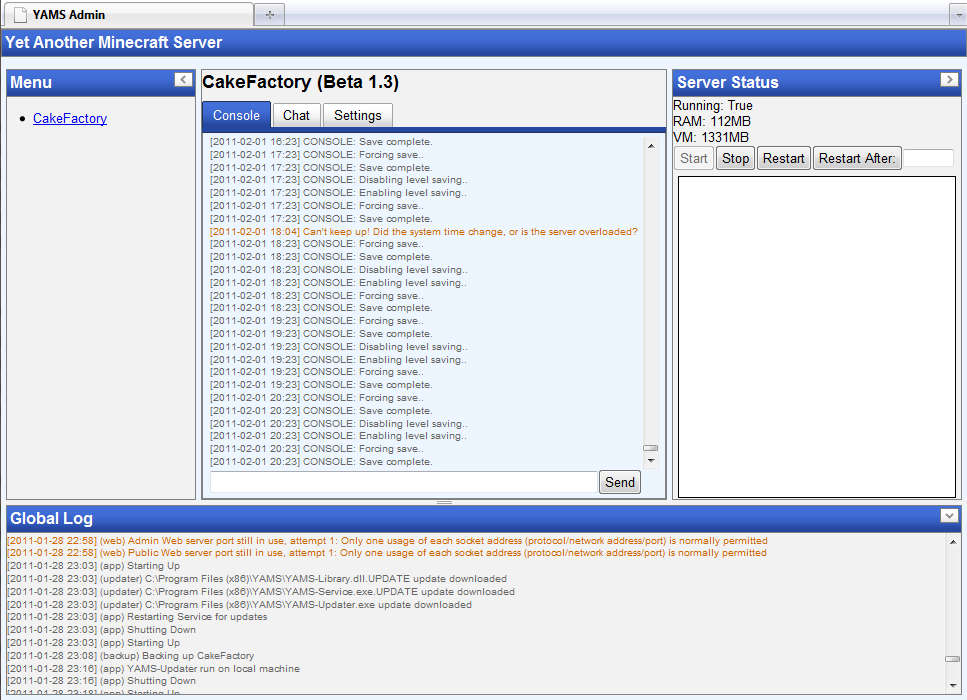 YAMS Admin
Yet Another Minecraft Server
Menu
CakeFactory
CakeFactory (Beta 1.3)
Console Chat Settings
[2011-02-01 16:23] CONSOLE: Save complete.
[2011-02-01 17:23] CONSOLE: Forcing save..
[2011-02-01 17:23] CONSOLE: Save complete.
[2011-02-01 17:23] CONSOLE: Disabling level saving..
[2011-02-01 17:23] CONSOLE: Enabling level saving..
[2011-02-01 17:23] CONSOLE: Forcing save..
[2011-02-01 17:23] CONSOLE: Save complete.
[2011-02-01 18:04] Can't keep up! Did the system time change, or is the server overloaded?
[2011-02-01 18:23] CONSOLE: Forcing save..
[2011-02-01 18:23] CONSOLE: Save complete.
[2011-02-01 18:23] CONSOLE: Disabling level saving..
[2011-02-01 18:23] CONSOLE: Enabling level saving..
[2011-02-01 18:23] CONSOLE: Forcing save..
[2011-02-01 18:23] CONSOLE: Save complete.
[2011-02-01 19:23] CONSOLE: Forcing save..
[2011-02-01 19:23] CONSOLE: Save complete.
[2011-02-01 19:23] CONSOLE: Disabling level saving..
[2011-02-01 19:23] CONSOLE: Enabling level saving..
[2011-02-01 19:23] CONSOLE: Forcing save..
[2011-02-01 19:23] CONSOLE: Save complete.
[2011-02-01 20:23] CONSOLE: Forcing save..
[2011-02-01 20:23] CONSOLE: Save complete.
[2011-02-01 20:23] CONSOLE: Disabling level saving..
[2011-02-01 20:23] CONSOLE: Enabling level saving..
[2011-02-01 20:23] CONSOLE: Forcing save..
[2011-02-01 20:23] CONSOLE: Save complete.
Send
Server Status
Running: True
RAM: 112MB
VM: 1331MB
Start Stop Restart Restart After:
Global Log
[2011-01-28 22:58] (web) Admin Web server port still in use, attempt 1: Only one usage of each socket address (protocol/network address/port) is normally permitted
[2011-01-28 22:58] (web) Public Web server port still in use, attempt 1: Only one usage of each socket address (protocol/network address/port) is normally permitted
[2011-01-28 23:03] (app) Starting Up
[2011-01-28 23:03] (updater) C:\Program Files (x86)\YAMS\YAMS-Library.dll.UPDATE update downloaded
[2011-01-28 23:03] (updater) C:\Program Files (x86)\YAMS\YAMS-Service.exe.UPDATE update downloaded
[2011-01-28 23:03] (updater) C:\Program Files (x86)\YAMS\YAMS-Updater.exe update downloaded
[2011-01-28 23:03] (app) Restarting Service for updates
[2011-01-28 23:03] (app) Shutting Down
[2011-01-28 23:03] (app) Starting Up
[2011-01-28 23:08] (backup) Backing up CakeFactory
[2011-01-28 23:16] (app) YAMS-Updater run on local machine
[2011-01-28 23:16] (app) Shutting Down
[2011-01-28 23:18] (app) Starting Up